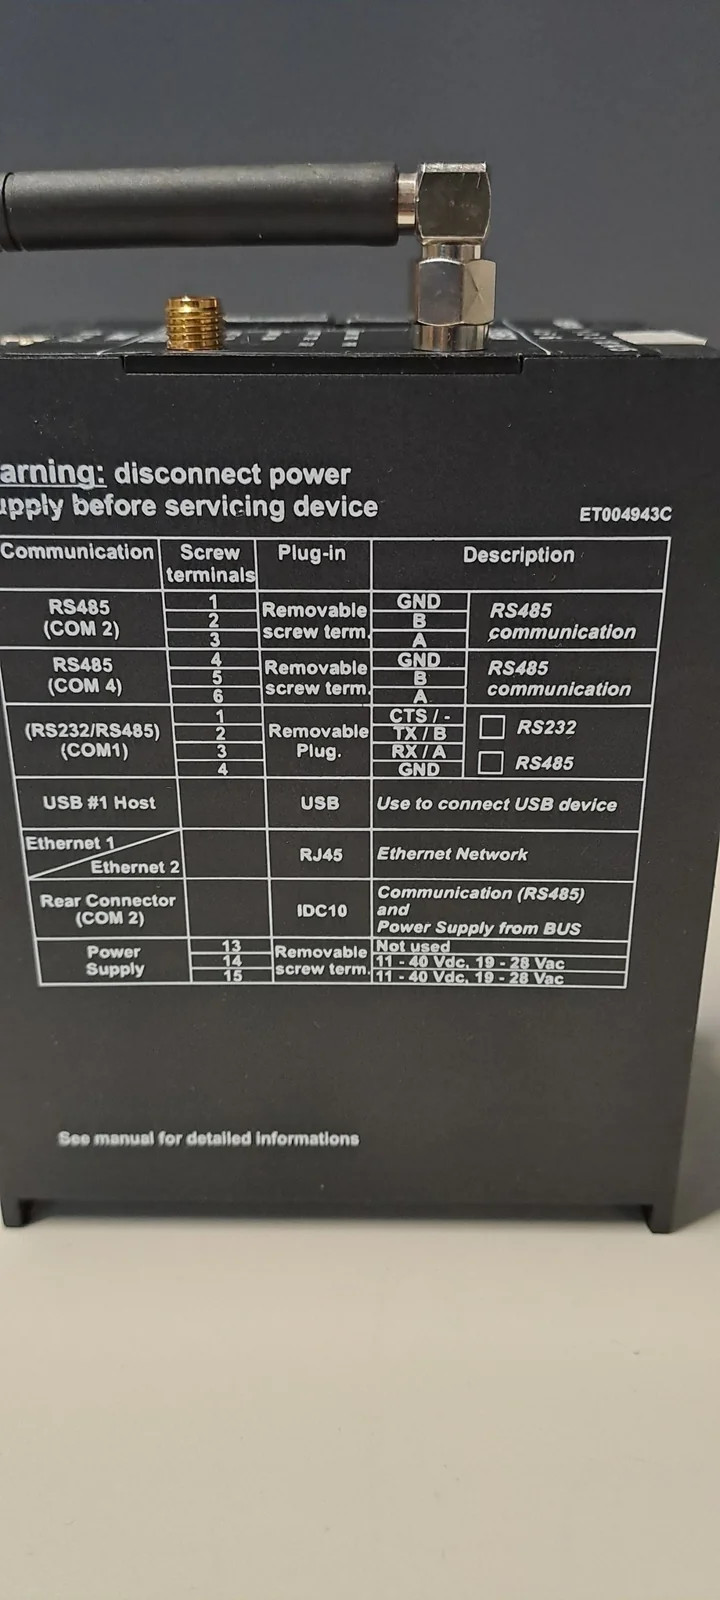 arning: disconnect power
upply before servicing device
ET004943C
Communication Screw terminals Plug-in Description
RS485 (COM 2) 1 2 3 Removable screw term. GND B A RS485 communication
RS485 (COM 4) 4 5 6 Removable screw term. GND B A RS485 communication
(RS232/RS485) (COM1) 1 2 3 4 Removable Plug. CTS / - TX / B RX / A GND RS232 RS485
USB #1 Host USB Use to connect USB device
Ethernet 1 Ethernet 2 RJ45 Ethernet Network
Rear Connector (COM 2) IDC10 Communication (RS485) and Power Supply from BUS
Power Supply 13 14 15 Removable screw term. Not used 11 - 40 Vdc, 19 - 28 Vac 11 - 40 Vdc, 19 - 28 Vac
See manual for detailed informations